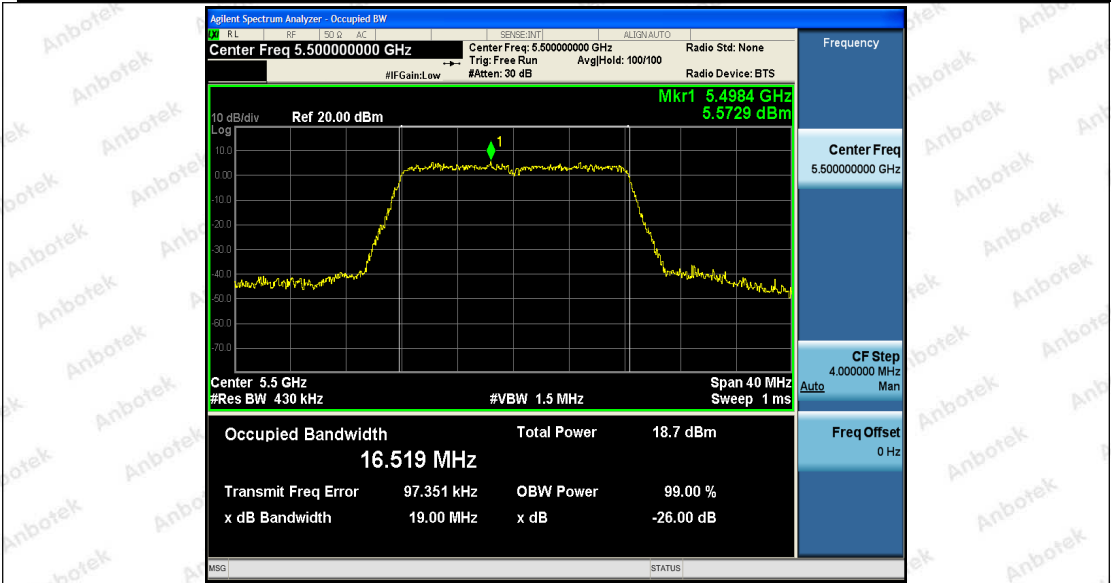 Agilent Spectrum Analyzer - Occupied BW
LXI RL RF 50 Ω AC SENSE:INT ALIGN AUTO
Center Freq 5.500000000 GHz
Center Freq: 5.500000000 GHz
Radio Std: None
Trig: Free Run Avg|Hold: 100/100
#IFGain:Low
#Atten: 30 dB
Radio Device: BTS
Mkr1 5.4984 GHz
5.5729 dBm
10 dB/div Ref 20.00 dBm
Log
1
10.0
0.00
-10.0
-20.0
-30.0
-40.0
-50.0
-60.0
-70.0
Center 5.5 GHz
Span 40 MHz
#Res BW 430 kHz
#VBW 1.5 MHz
Sweep 1 ms
Occupied Bandwidth
16.519 MHz
Total Power 18.7 dBm
Transmit Freq Error 97.351 kHz
OBW Power 99.00 %
x dB Bandwidth 19.00 MHz
x dB -26.00 dB
MSG
STATUS
Frequency
Center Freq
5.500000000 GHz
CF Step
4.000000 MHz
Auto Man
Freq Offset
0 Hz
Anbotek